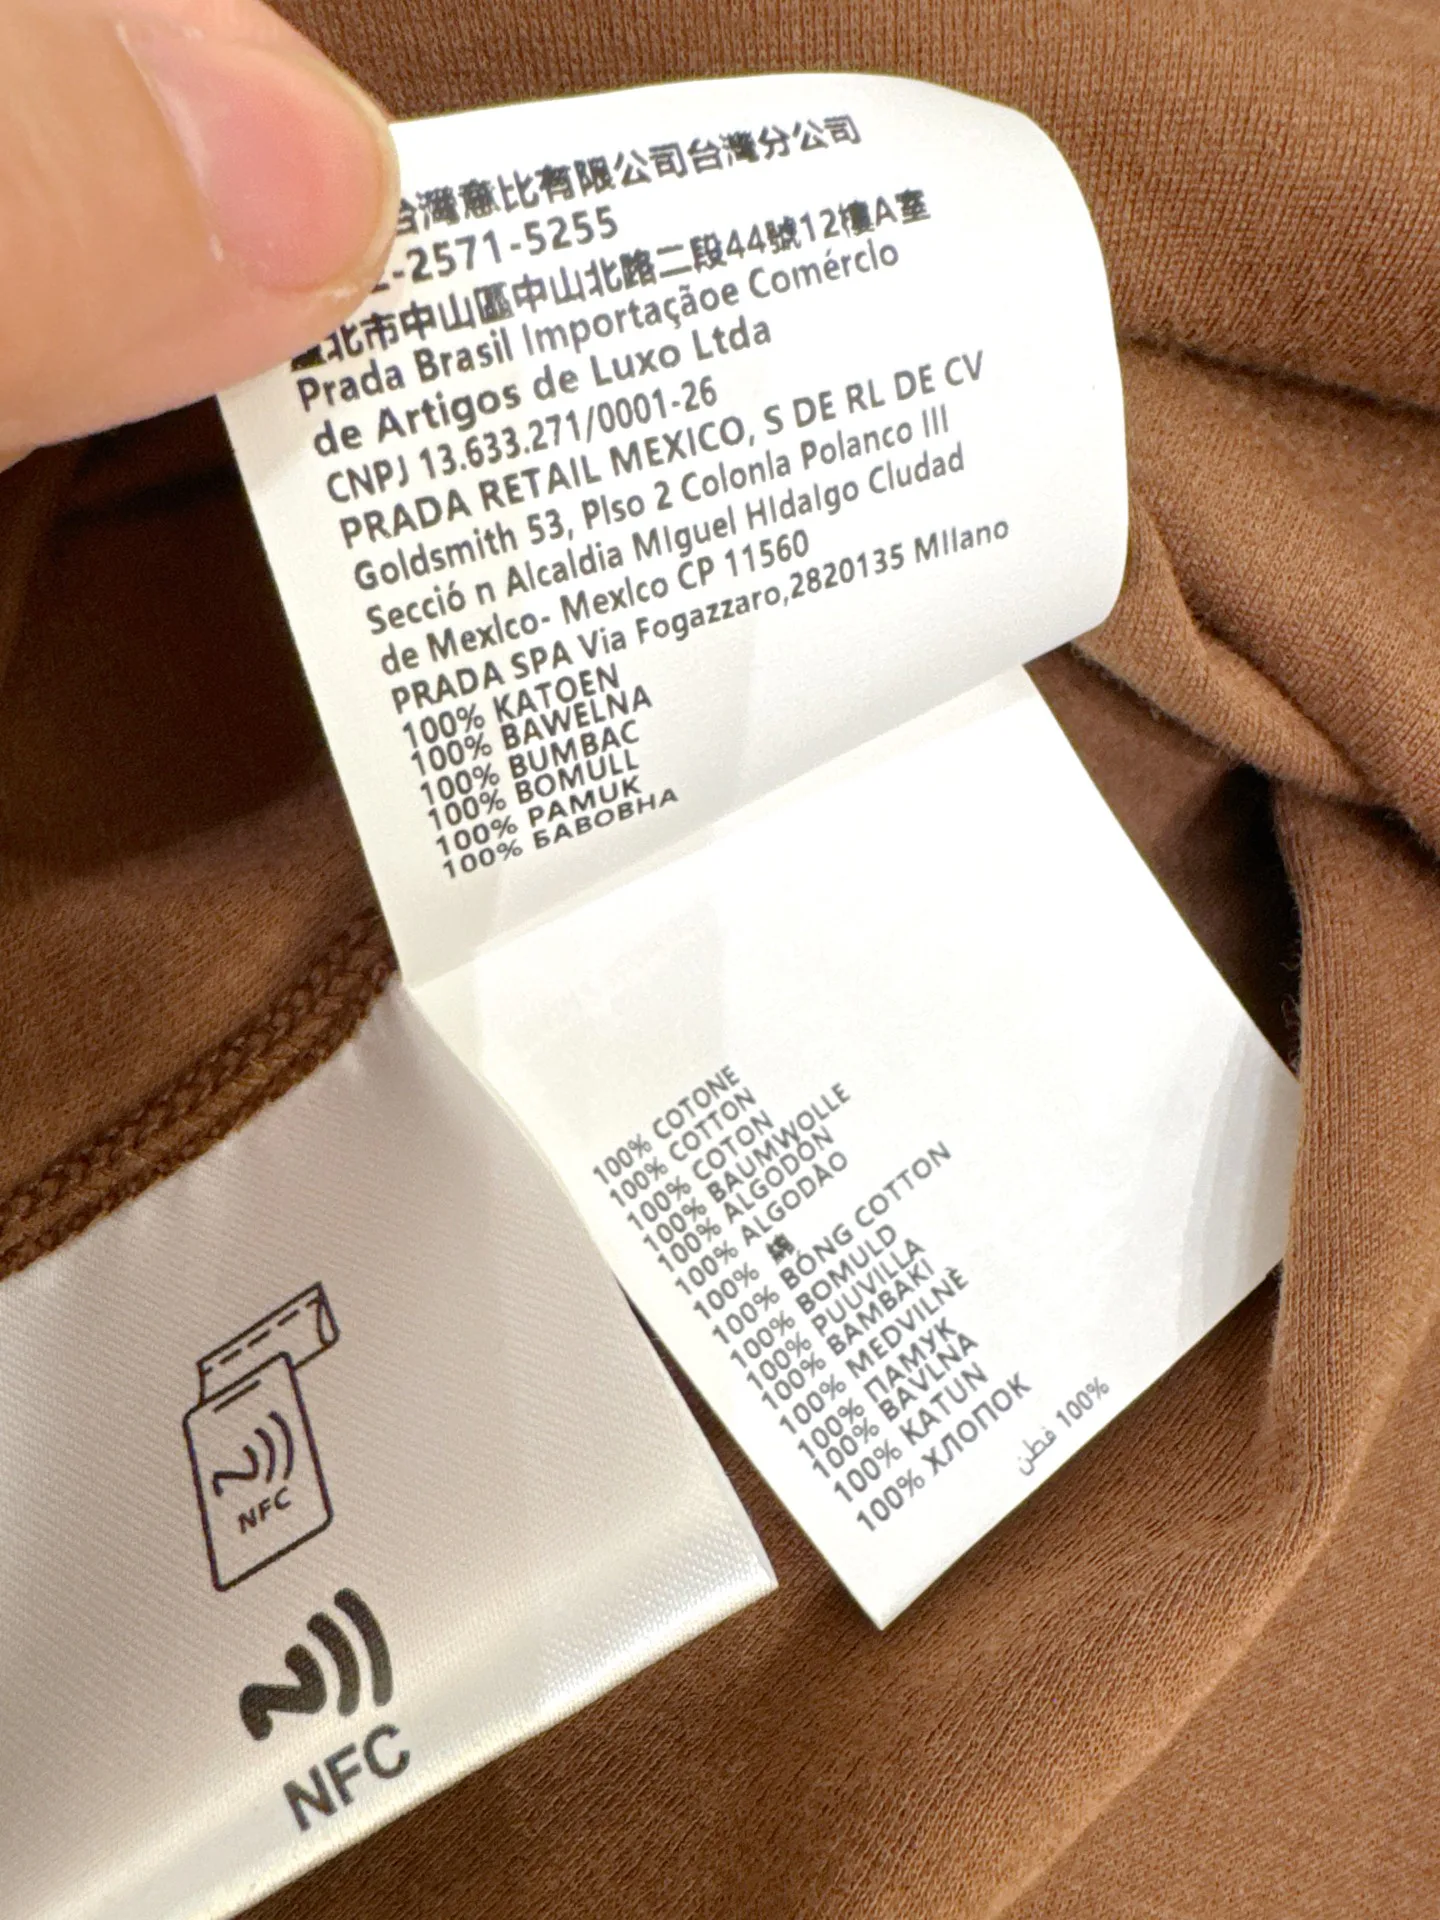 台灣意比有限公司台灣分公司
-2571-5255
北市中山區中山北路二段44號12樓A室
Prada Brasil Importaçãoe Comérclo
de Artigos de Luxo Ltda
CNPJ 13.633.271/0001-26
PRADA RETAIL MEXICO, S DE RL DE CV
Goldsmith 53, Plso 2 Colonla Polanco III
Secció n Alcaldia MIguel HIdalgo Cludad
de Mexlco- Mexlco CP 11560
PRADA SPA Via Fogazzaro,2820135 MIlano
100% KATOEN
100% BAWELNA
100% BUMBAC
100% BOMULL
100% PAMUK
100% БАВОВНА
100% COTONE
100% COTTON
100% COTON
100% BAUMWOLLE
100% ALGODÓN
100% ALGODAO
100% 綿
100% BÓNG COTTON
100% BOMULD
100% PUUVILLA
100% BAMBAKI
100% MEDVILNÈ
100% ПАМУК
100% BAVLNA
100% KATUN
100% ХЛОПОК
100% قطن
NFC
NFC